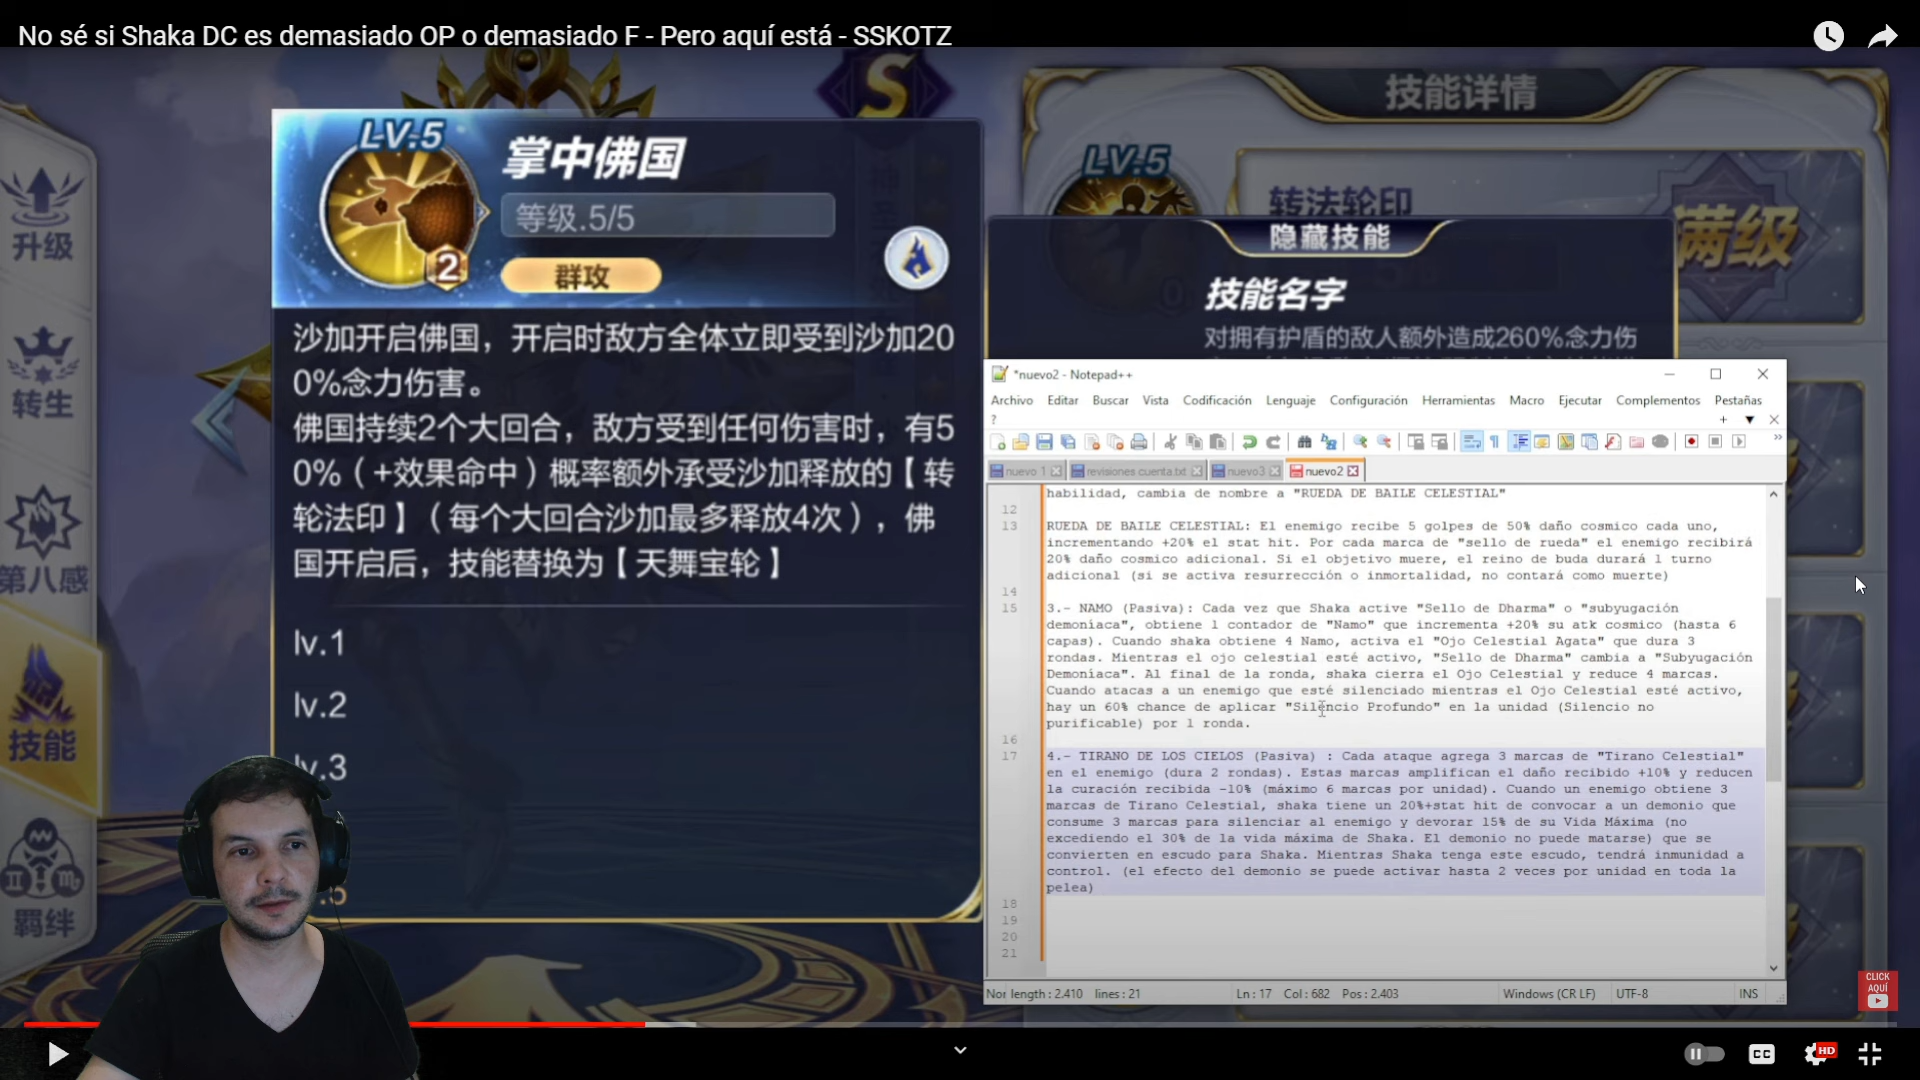 No sé si Shaka DC es demasiado OP o demasiado F - Pero aquí está - SSKOTZ
S
技能详情
LV.5
掌中佛国
等级.5/5
2
群攻
沙加开启佛国，开启时敌方全体立即受到沙加20
0%念力伤害。
佛国持续2个大回合，敌方受到任何伤害时，有5
0%（+效果命中）概率额外承受沙加释放的【转
轮法印】（每个大回合沙加最多释放4次），佛
国开启后，技能替换为【天舞宝轮】
lv.1
lv.2
lv.3
.5
升级
转生
第八感
技能
羁绊
LV.5
转法轮印
满级
隐藏技能
技能名字
对拥有护盾的敌人额外造成260%念力伤
*nuevo2 - Notepad++
Archivo Editar Buscar Vista Codificación Lenguaje Configuración Herramientas Macro Ejecutar Complementos Pestañas
?
nuevo 1 revisiones cuenta.txt nuevo3 nuevo2
habilidad, cambia de nombre a "RUEDA DE BAILE CELESTIAL"
12
13 RUEDA DE BAILE CELESTIAL: El enemigo recibe 5 golpes de 50% daño cosmico cada uno,
incrementando +20% el stat hit. Por cada marca de "sello de rueda" el enemigo recibirá
20% daño cosmico adicional. Si el objetivo muere, el reino de buda durará 1 turno
adicional (si se activa resurrección o inmortalidad, no contará como muerte)
14
15 3.- NAMO (Pasiva): Cada vez que Shaka active "Sello de Dharma" o "subyugación
demoníaca", obtiene 1 contador de "Namo" que incrementa +20% su atk cosmico (hasta 6
capas). Cuando shaka obtiene 4 Namo, activa el "Ojo Celestial Agata" que dura 3
rondas. Mientras el ojo celestial esté activo, "Sello de Dharma" cambia a "Subyugación
Demoníaca". Al final de la ronda, shaka cierra el Ojo Celestial y reduce 4 marcas.
Cuando atacas a un enemigo que esté silenciado mientras el Ojo Celestial esté activo,
hay un 60% chance de aplicar "Silencio Profundo" en la unidad (Silencio no
purificable) por 1 ronda.
16
17 4.- TIRANO DE LOS CIELOS (Pasiva) : Cada ataque agrega 3 marcas de "Tirano Celestial"
en el enemigo (dura 2 rondas). Estas marcas amplifican el daño recibido +10% y reducen
la curación recibida -10% (máximo 6 marcas por unidad). Cuando un enemigo obtiene 3
marcas de Tirano Celestial, shaka tiene un 20%+stat hit de convocar a un demonio que
consume 3 marcas para silenciar al enemigo y devorar 15% de su Vida Máxima (no
excediendo el 30% de la vida máxima de Shaka. El demonio no puede matarse) que se
convierten en escudo para Shaka. Mientras Shaka tenga este escudo, tendrá inmunidad a
control. (el efecto del demonio se puede activar hasta 2 veces por unidad en toda la
pelea)
18
19
20
21
Nor length : 2.410 lines : 21 Ln : 17 Col : 682 Pos : 2.403 Windows (CR LF) UTF-8 INS
CLICK
AQUÍ
CC
HD